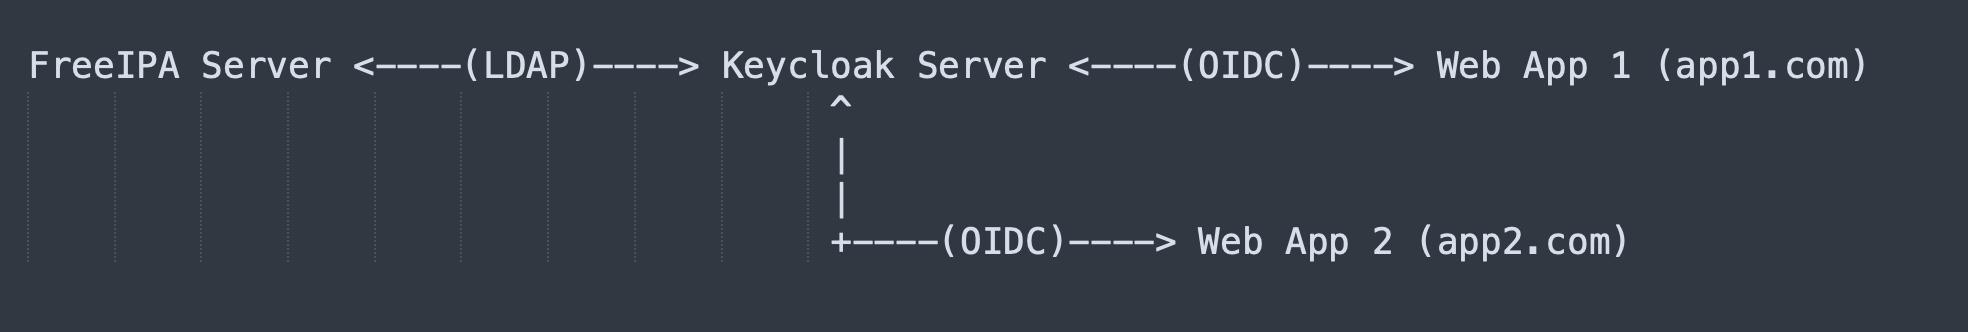 FreeIPA Server <----(LDAP)----> Keycloak Server <----(OIDC)----> Web App 1 (app1.com)
^
|
|
+----(OIDC)----> Web App 2 (app2.com)